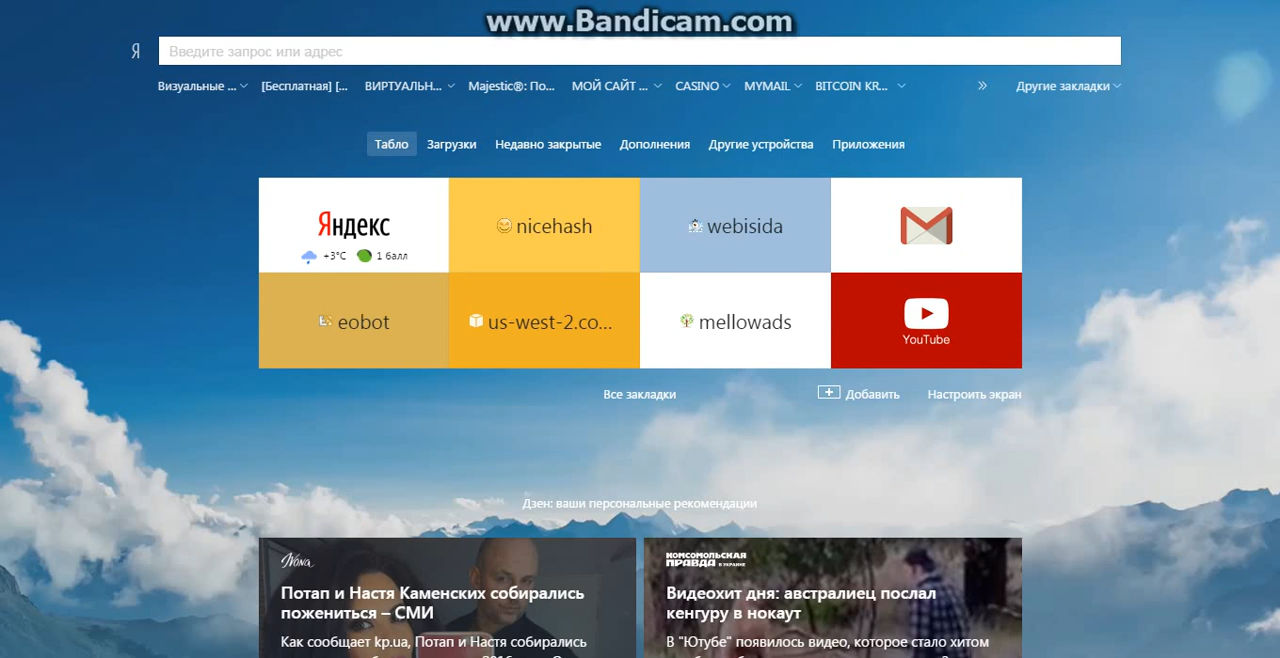 www.Bandicam.com
Я
Введите запрос или адрес
Визуальные ... [Бесплатная] [... ВИРТУАЛЬН... Majestic®: По... МОЙ САЙТ ... CASINO MYMAIL BITCOIN KR... » Другие закладки
Табло Загрузки Недавно закрытые Дополнения Другие устройства Приложения
Яндекс
+3°C 1 балл
nicehash
webisida
eobot
us-west-2.co...
mellowads
YouTube
Все закладки
Добавить
Настроить экран
Дзен: ваши персональные рекомендации
Nona
Потап и Настя Каменских собирались
пожениться – СМИ
Как сообщает kp.ua, Потап и Настя собирались
КОМСОМОЛЬСКАЯ
ПРАВДА В УКРАИНЕ
Видеохит дня: австралиец послал
кенгуру в нокаут
В "Ютубе" появилось видео, которое стало хитом